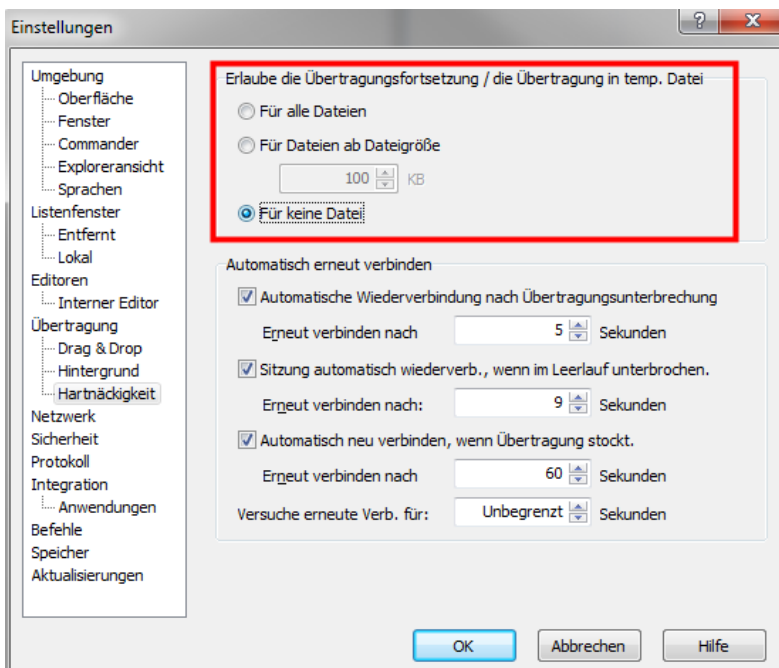 Einstellungen
Umgebung
Oberfläche
Fenster
Commander
Exploreransicht
Sprachen
Listenfenster
Entfernt
Lokal
Editoren
Interner Editor
Übertragung
Drag & Drop
Hintergrund
Hartnäckigkeit
Netzwerk
Sicherheit
Protokoll
Integration
Anwendungen
Befehle
Speicher
Aktualisierungen
Erlaube die Übertragungsfortsetzung / die Übertragung in temp. Datei
Für alle Dateien
Für Dateien ab Dateigröße
100 KB
Für keine Datei
Automatisch erneut verbinden
Automatische Wiederverbindung nach Übertragungsunterbrechung
Erneut verbinden nach 5 Sekunden
Sitzung automatisch wiederverb., wenn im Leerlauf unterbrochen.
Erneut verbinden nach: 9 Sekunden
Automatisch neu verbinden, wenn Übertragung stockt.
Erneut verbinden nach 60 Sekunden
Versuche erneute Verb. für: Unbegrenzt Sekunden
OK Abbrechen Hilfe